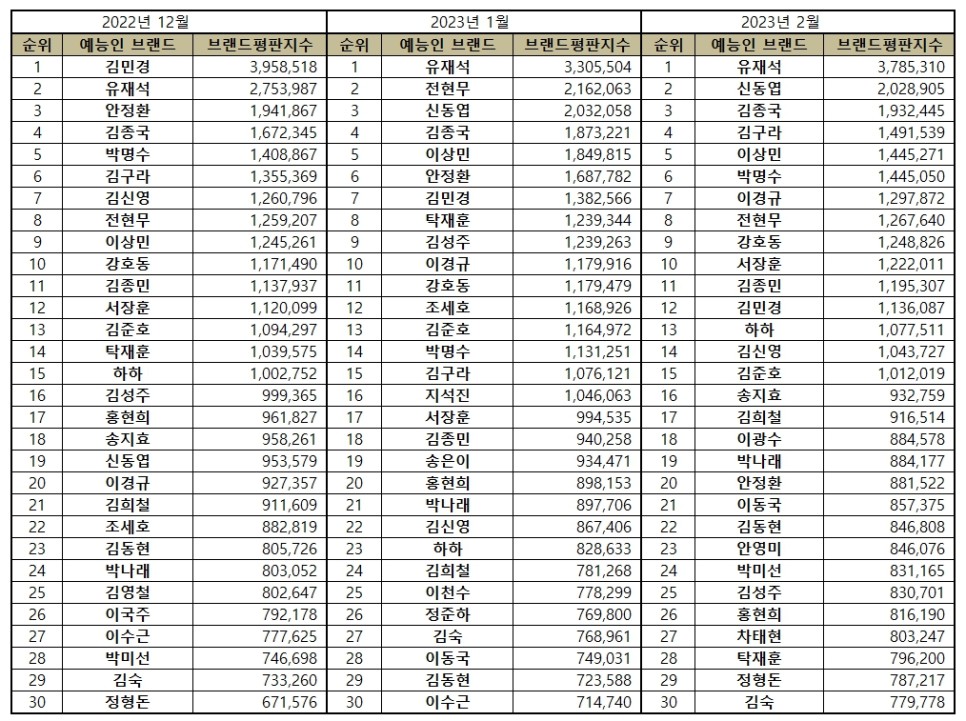 2022년 12월 2023년 1월 2023년 2월
순위 예능인 브랜드 브랜드평판지수 순위 예능인 브랜드 브랜드평판지수 순위 예능인 브랜드 브랜드평판지수
1 김민경 3,958,518 1 유재석 3,305,504 1 유재석 3,785,310
2 유재석 2,753,987 2 전현무 2,162,063 2 신동엽 2,028,905
3 안정환 1,941,867 3 신동엽 2,032,058 3 김종국 1,932,445
4 김종국 1,672,345 4 김종국 1,873,221 4 김구라 1,491,539
5 박명수 1,408,867 5 이상민 1,849,815 5 이상민 1,445,271
6 김구라 1,355,369 6 안정환 1,687,782 6 박명수 1,445,050
7 김신영 1,260,796 7 김민경 1,382,566 7 이경규 1,297,872
8 전현무 1,259,207 8 탁재훈 1,239,344 8 전현무 1,267,640
9 이상민 1,245,261 9 김성주 1,239,263 9 강호동 1,248,826
10 강호동 1,171,490 10 이경규 1,179,916 10 서장훈 1,222,011
11 김종민 1,137,937 11 강호동 1,179,479 11 김종민 1,195,307
12 서장훈 1,120,099 12 조세호 1,168,926 12 김민경 1,136,087
13 김준호 1,094,297 13 김준호 1,164,972 13 하하 1,077,511
14 탁재훈 1,039,575 14 박명수 1,131,251 14 김신영 1,043,727
15 하하 1,002,752 15 김구라 1,076,121 15 김준호 1,012,019
16 김성주 999,365 16 지석진 1,046,063 16 송지효 932,759
17 홍현희 961,827 17 서장훈 994,535 17 김희철 916,514
18 송지효 958,261 18 김종민 940,258 18 이광수 884,578
19 신동엽 953,579 19 송은이 934,471 19 박나래 884,177
20 이경규 927,357 20 홍현희 898,153 20 안정환 881,522
21 김희철 911,609 21 박나래 897,706 21 이동국 857,375
22 조세호 882,819 22 김신영 867,406 22 김동현 846,808
23 김동현 805,726 23 하하 828,633 23 안영미 846,076
24 박나래 803,052 24 김희철 781,268 24 박미선 831,165
25 김영철 802,647 25 이천수 778,299 25 김성주 830,701
26 이국주 792,178 26 정준하 769,800 26 홍현희 816,190
27 이수근 777,625 27 김숙 768,961 27 차태현 803,247
28 박미선 746,698 28 이동국 749,031 28 탁재훈 796,200
29 김숙 733,260 29 김동현 723,588 29 정형돈 787,217
30 정형돈 671,576 30 이수근 714,740 30 김숙 779,778